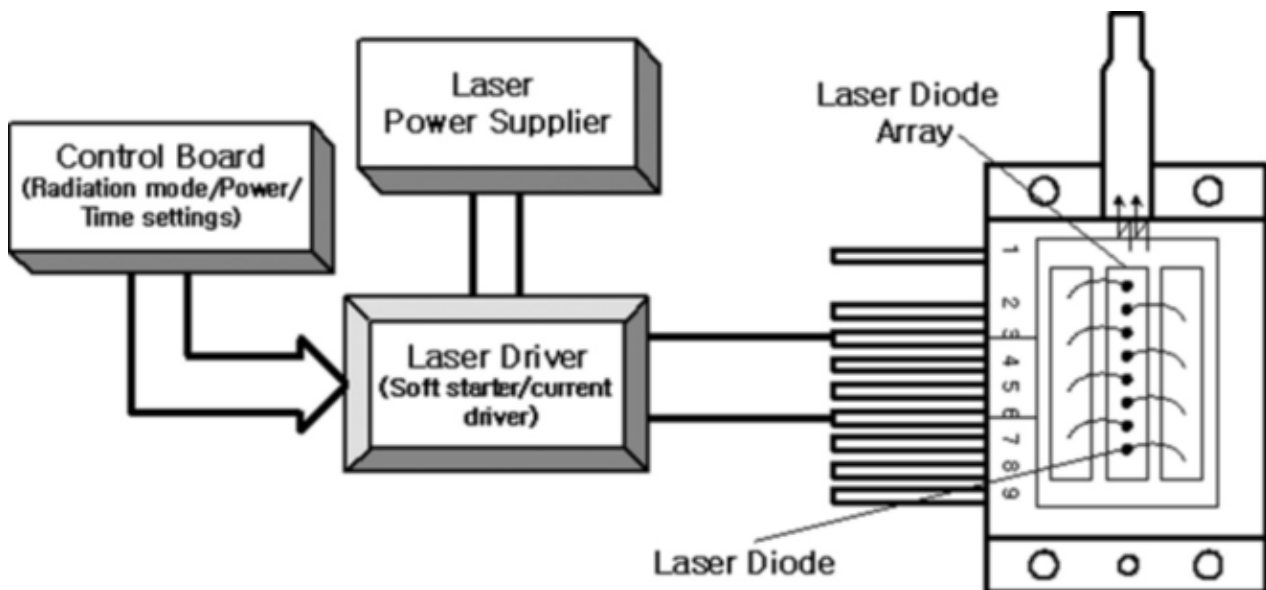 Laser
Power Supplier
Control Board
(Radiation mode/Power/
Time settings)
Laser Driver
(Soft starter/current
driver)
Laser Diode
Array
1
2
3
4
5
6
7
8
9
Laser Diode